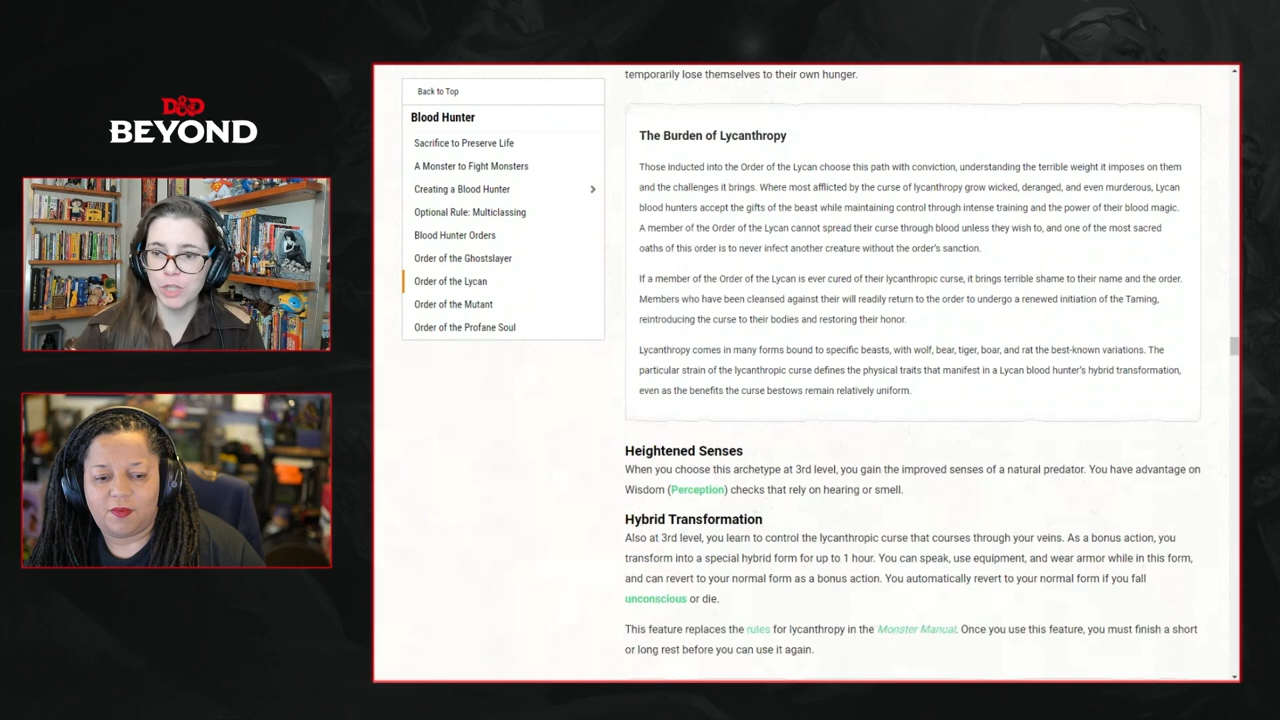 D&D
BEYOND
Back to Top
Blood Hunter
Sacrifice to Preserve Life
A Monster to Fight Monsters
Creating a Blood Hunter
Optional Rule: Multiclassing
Blood Hunter Orders
Order of the Ghostslayer
Order of the Lycan
Order of the Mutant
Order of the Profane Soul
temporarily lose themselves to their own hunger.
The Burden of Lycanthropy
Those inducted into the Order of the Lycan choose this path with conviction, understanding the terrible weight it imposes on them
and the challenges it brings. Where most afflicted by the curse of lycanthropy grow wicked, deranged, and even murderous, Lycan
blood hunters accept the gifts of the beast while maintaining control through intense training and the power of their blood magic.
A member of the Order of the Lycan cannot spread their curse through blood unless they wish to, and one of the most sacred
oaths of this order is to never infect another creature without the order's sanction.
If a member of the Order of the Lycan is ever cured of their lycanthropic curse, it brings terrible shame to their name and the order.
Members who have been cleansed against their will readily return to the order to undergo a renewed initiation of the Taming,
reintroducing the curse to their bodies and restoring their honor.
Lycanthropy comes in many forms bound to specific beasts, with wolf, bear, tiger, boar, and rat the best-known variations. The
particular strain of the lycanthropic curse defines the physical traits that manifest in a Lycan blood hunter's hybrid transformation,
even as the benefits the curse bestows remain relatively uniform.
Heightened Senses
When you choose this archetype at 3rd level, you gain the improved senses of a natural predator. You have advantage on
Wisdom (Perception) checks that rely on hearing or smell.
Hybrid Transformation
Also at 3rd level, you learn to control the lycanthropic curse that courses through your veins. As a bonus action, you
transform into a special hybrid form for up to 1 hour. You can speak, use equipment, and wear armor while in this form,
and can revert to your normal form as a bonus action. You automatically revert to your normal form if you fall
unconscious or die.
This feature replaces the rules for lycanthropy in the Monster Manual. Once you use this feature, you must finish a short
or long rest before you can use it again.